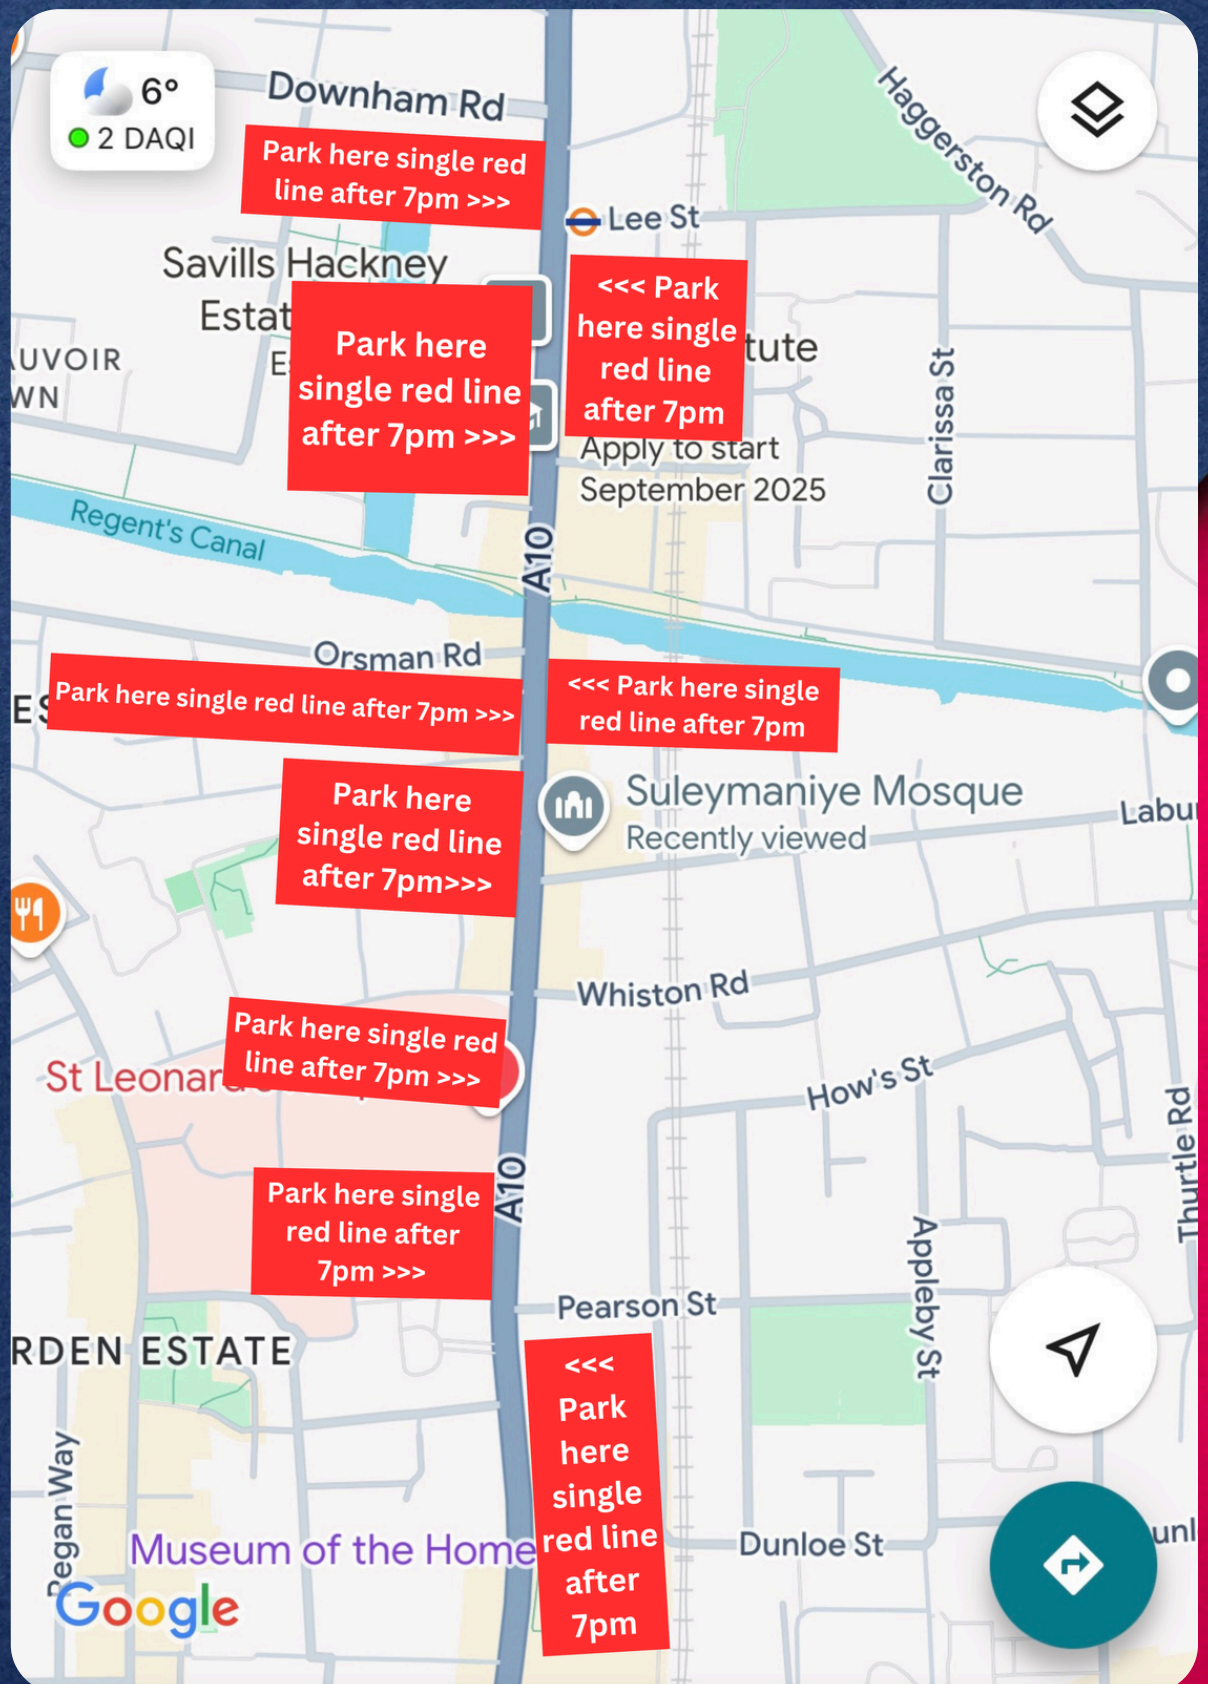 6°
2 DAQI
Downham Rd
Haggerston Rd
Park here single red
line after 7pm >>>
Lee St
Savills Hackney
Estat
Es
<<< Park
here single
red line
after 7pm
tute
Park here
single red line
after 7pm >>>
AUVOIR
WN
Clarissa St
Apply to start
September 2025
Regent's Canal
A10
Orsman Rd
ES
Park here single red line after 7pm >>>
<<< Park here single
red line after 7pm
Suleymaniye Mosque
Recently viewed
Labur
Park here
single red line
after 7pm>>>
Whiston Rd
Park here single red
line after 7pm >>>
St Leonar
How's St
Thurtle Rd
A10
Park here single
red line after
7pm >>>
Appleby St
Pearson St
RDEN ESTATE
<<<
Park
here
single
red line
after
7pm
Regan Way
Museum of the Home
Dunloe St
unl
Google